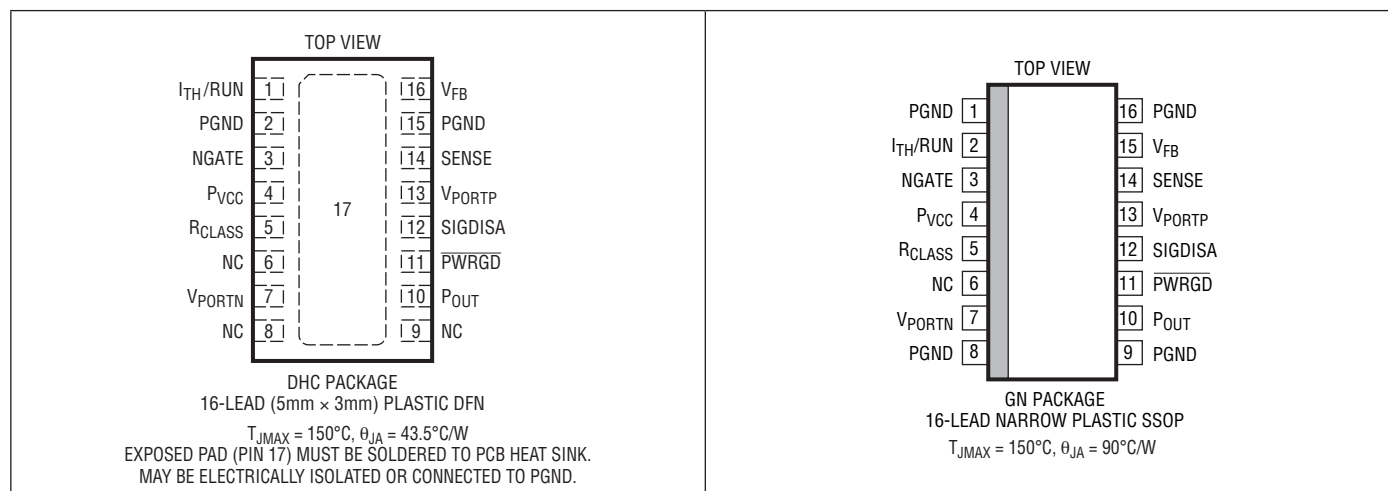 TOP VIEW
I_TH/RUN 1 16 V_FB
PGND 2 15 PGND
NGATE 3 14 SENSE
P_VCC 4 13 V_PORTP
17
R_CLASS 5 12 SIGDISA
NC 6 11 PWRGD
V_PORTN 7 10 P_OUT
NC 8 9 NC
DHC PACKAGE
16-LEAD (5mm × 3mm) PLASTIC DFN
T_JMAX = 150°C, θ_JA = 43.5°C/W
EXPOSED PAD (PIN 17) MUST BE SOLDERED TO PCB HEAT SINK.
MAY BE ELECTRICALLY ISOLATED OR CONNECTED TO PGND.
TOP VIEW
PGND 1 16 PGND
I_TH/RUN 2 15 V_FB
NGATE 3 14 SENSE
P_VCC 4 13 V_PORTP
R_CLASS 5 12 SIGDISA
NC 6 11 PWRGD
V_PORTN 7 10 P_OUT
PGND 8 9 PGND
GN PACKAGE
16-LEAD NARROW PLASTIC SSOP
T_JMAX = 150°C, θ_JA = 90°C/W